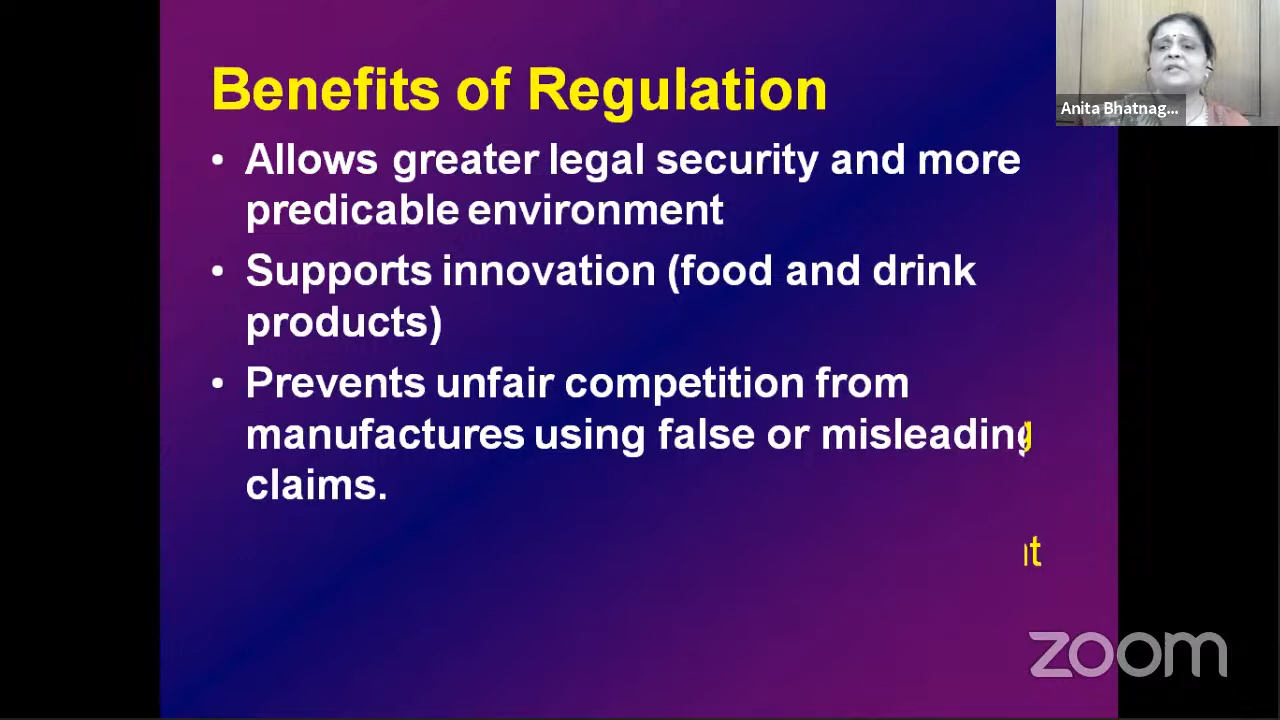 Benefits of Regulation
Anita Bhatnag...
• Allows greater legal security and more
predicable environment
• Supports innovation (food and drink
products)
• Prevents unfair competition from
manufactures using false or misleading
claims.
zoom